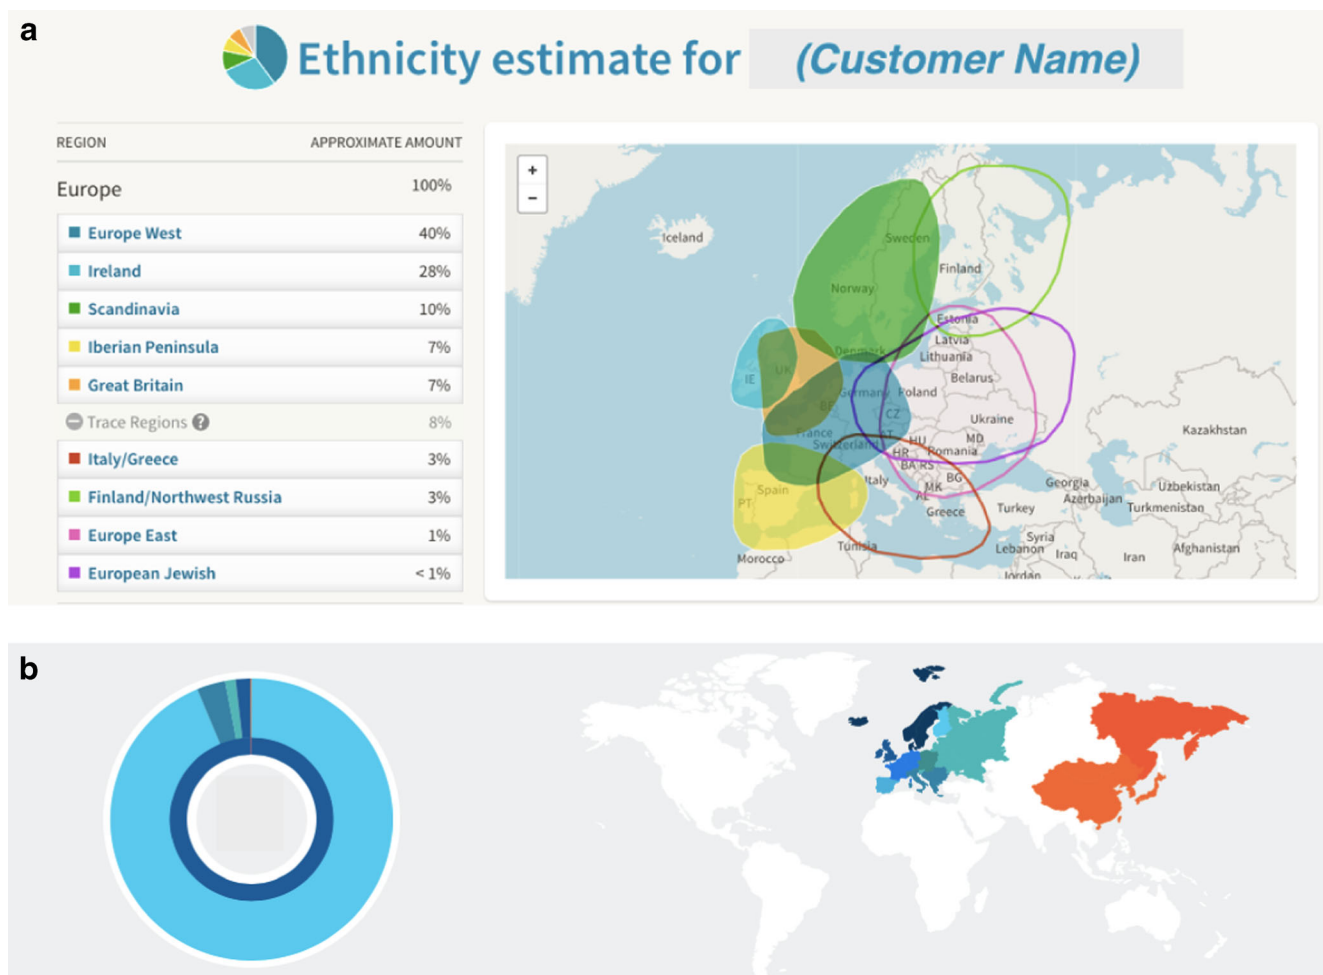 a
Ethnicity estimate for (Customer Name)
REGION APPROXIMATE AMOUNT
Europe 100%
Europe West 40%
Ireland 28%
Scandinavia 10%
Iberian Peninsula 7%
Great Britain 7%
Trace Regions ? 8%
Italy/Greece 3%
Finland/Northwest Russia 3%
Europe East 1%
European Jewish < 1%
+
−
Iceland
Sweden
Finland
Norway
Estonia
Latvia
Denmark
Lithuania
UK
IE
Belarus
Germany
Poland
BE
CZ
Ukraine
France
AT
Kazakhstan
Switzerland
HU
MD
HR
Romania
BA RS
Italy
BG
Georgia
Uzbekistan
Spain
MK
Azerbaijan
AL
PT
Greece
Turkey
Turkmenistan
Syria
Tunisia
Lebanon
Iraq
Afghanistan
Morocco
Iran
Jordan
b